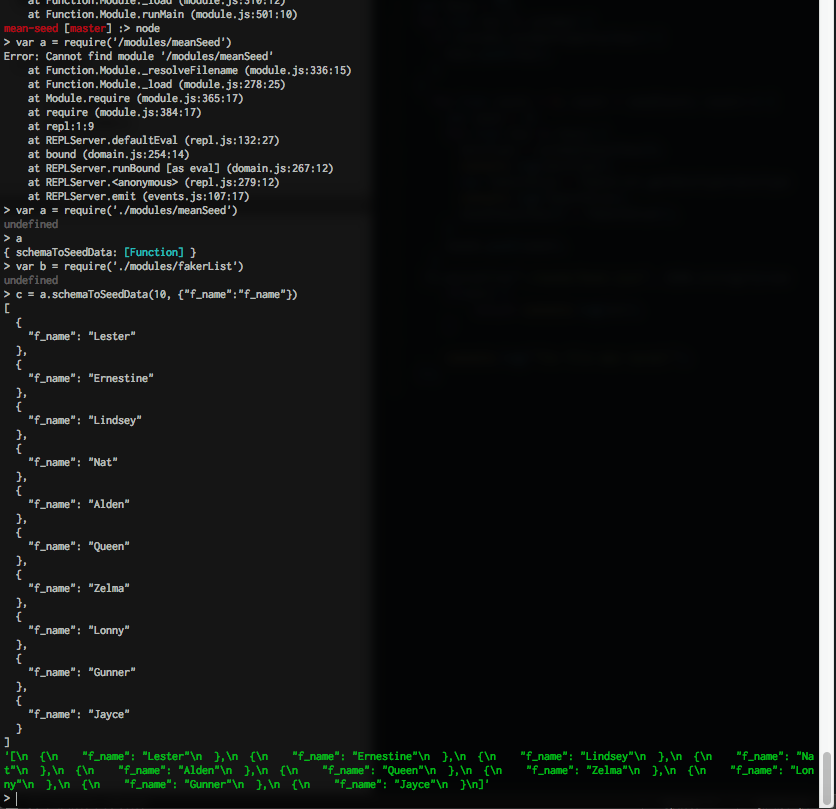 at Function.Module._load (module.js:310:12)
    at Function.Module.runMain (module.js:501:10)
mean-seed [master] :> node
> var a = require('/modules/meanSeed')
Error: Cannot find module '/modules/meanSeed'
    at Function.Module._resolveFilename (module.js:336:15)
    at Function.Module._load (module.js:278:25)
    at Module.require (module.js:365:17)
    at require (module.js:384:17)
    at repl:1:9
    at REPLServer.defaultEval (repl.js:132:27)
    at bound (domain.js:254:14)
    at REPLServer.runBound [as eval] (domain.js:267:12)
    at REPLServer.<anonymous> (repl.js:279:12)
    at REPLServer.emit (events.js:107:17)
> var a = require('./modules/meanSeed')
undefined
> a
{ schemaToSeedData: [Function] }
> var b = require('./modules/fakerList')
undefined
> c = a.schemaToSeedData(10, {"f_name":"f_name"})
[
  {
    "f_name": "Lester"
  },
  {
    "f_name": "Ernestine"
  },
  {
    "f_name": "Lindsey"
  },
  {
    "f_name": "Nat"
  },
  {
    "f_name": "Alden"
  },
  {
    "f_name": "Queen"
  },
  {
    "f_name": "Zelma"
  },
  {
    "f_name": "Lonny"
  },
  {
    "f_name": "Gunner"
  },
  {
    "f_name": "Jayce"
  }
]
'[\n  {\n    "f_name": "Lester"\n  },\n  {\n    "f_name": "Ernestine"\n  },\n  {\n    "f_name": "Lindsey"\n  },\n  {\n    "f_name": "Na
t"\n  },\n  {\n    "f_name": "Alden"\n  },\n  {\n    "f_name": "Queen"\n  },\n  {\n    "f_name": "Zelma"\n  },\n  {\n    "f_name": "Lon
ny"\n  },\n  {\n    "f_name": "Gunner"\n  },\n  {\n    "f_name": "Jayce"\n  }\n]'
>